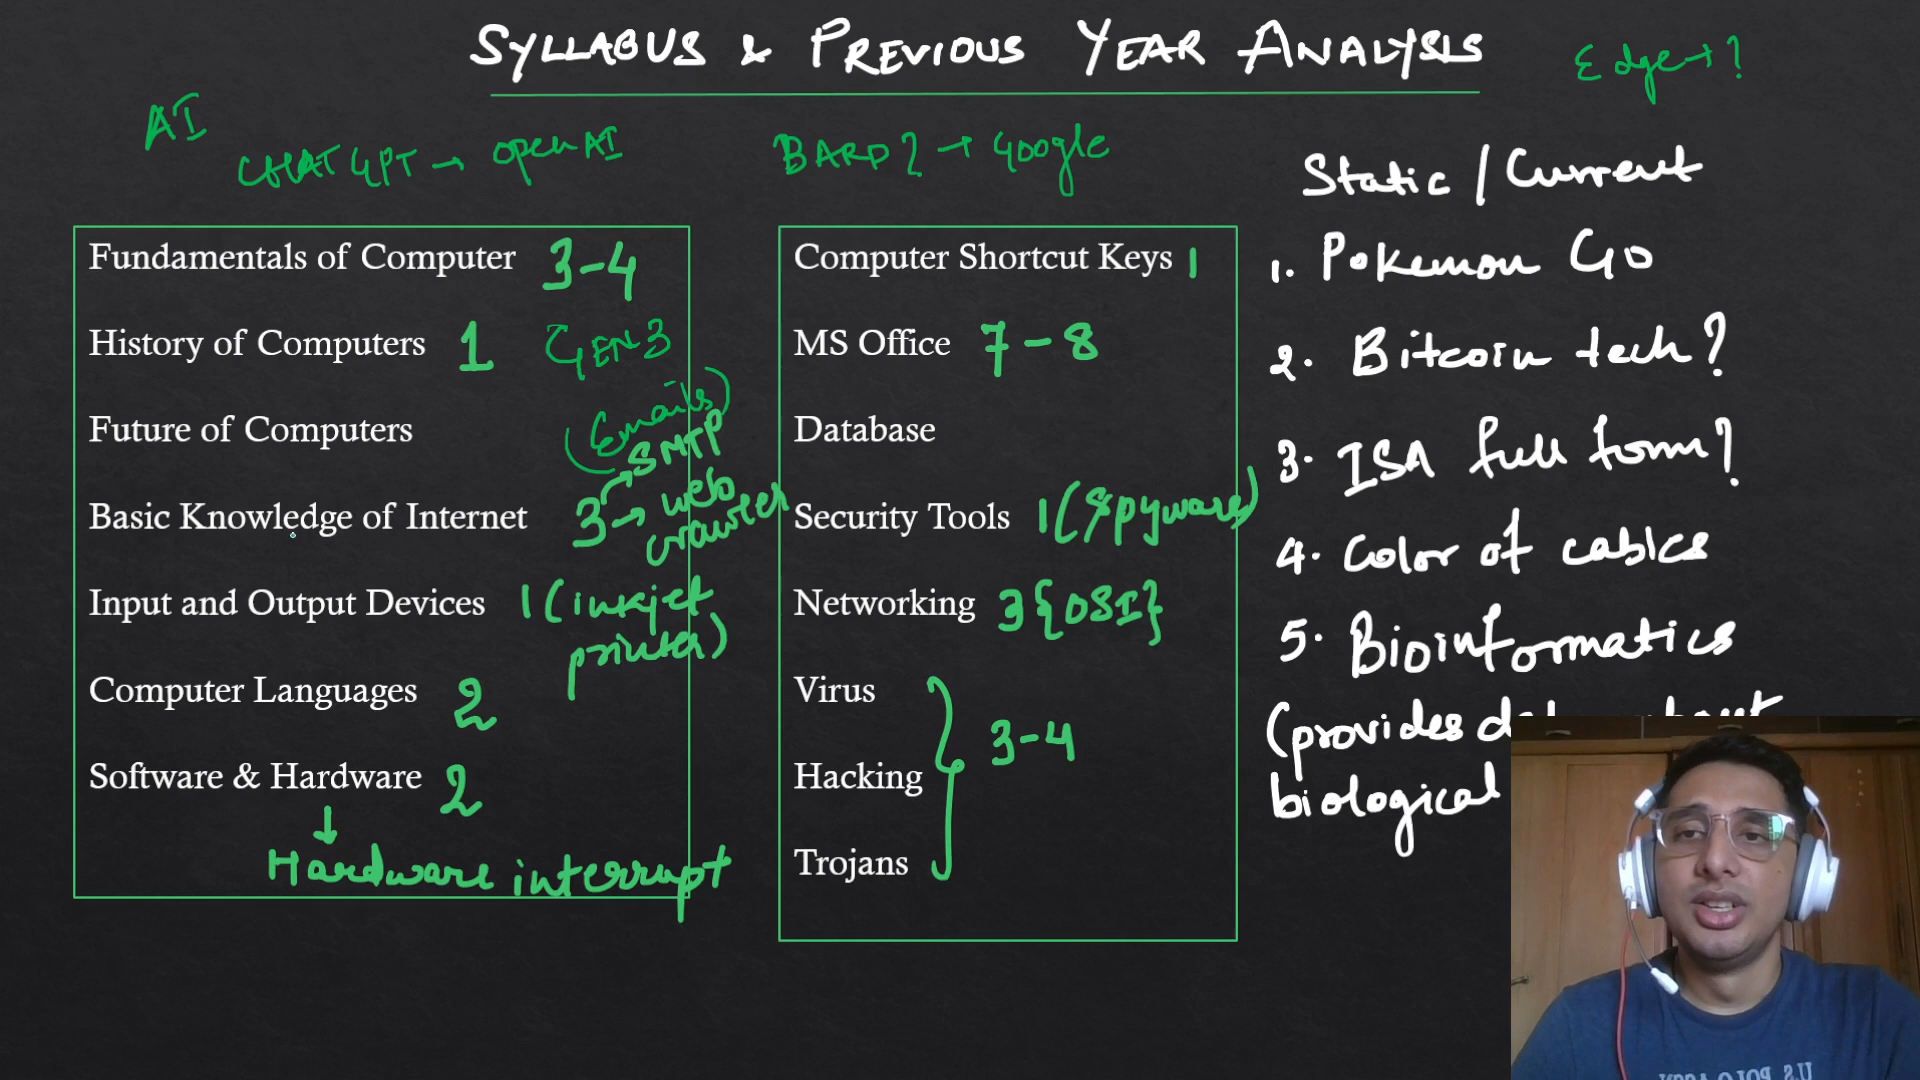 SYLLABUS & PREVIOUS YEAR ANALYSIS
Edge → ?
AI
CHAT GPT → openAI
BARD? → Google
Fundamentals of Computer 3-4
History of Computers 1 GEN 3
Future of Computers
(Emails)
SMTP
Basic Knowledge of Internet 3 → web crawler
Input and Output Devices 1 (inkjet printer)
Computer Languages 2
Software & Hardware 2
↓
Hardware interrupt
Computer Shortcut Keys 1
MS Office 7-8
Database
Security Tools 1 (Spyware)
Networking 3 {OSI}
Virus
Hacking 3-4
Trojans
Static / Current
1. Pokemon GO
2. Bitcoin tech?
3. ISA full form?
4. Color of cables
5. Bioinformatics
(provides
biological
U.S. POLO